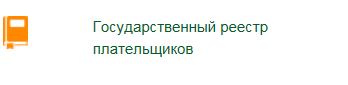 Государственный реестр
плательщиков